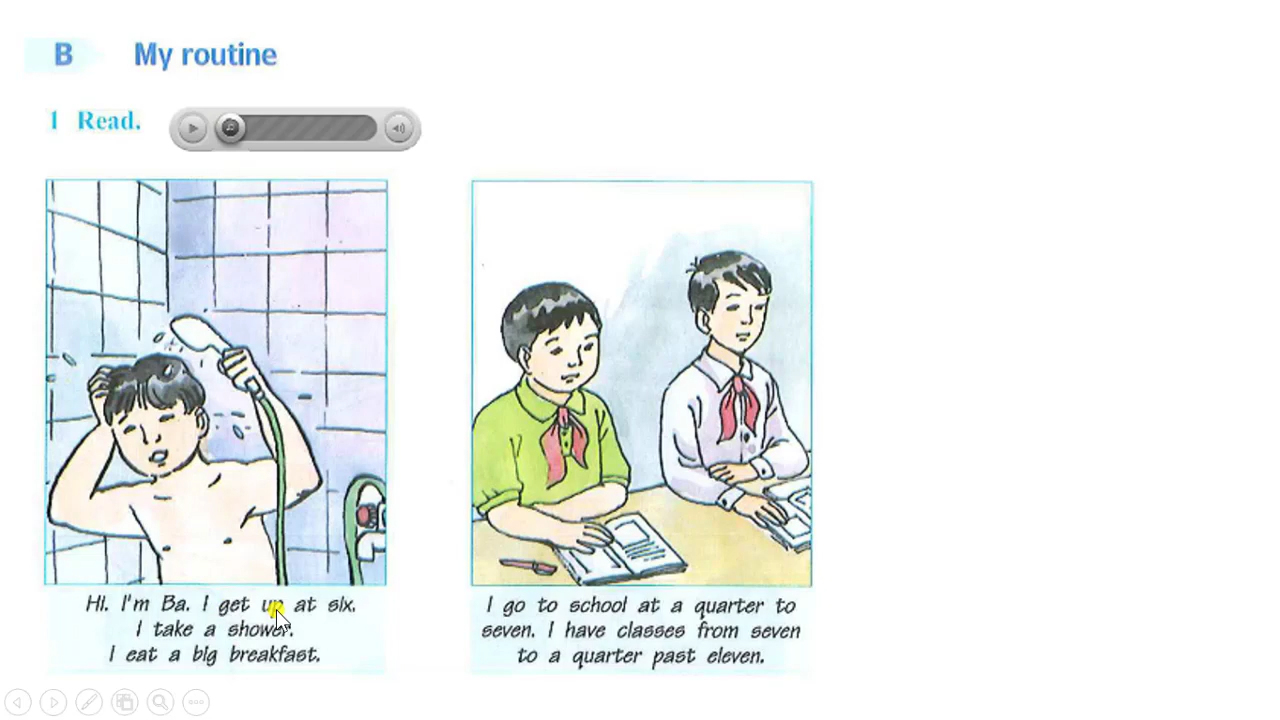 B My routine
1 Read.
Hi. I'm Ba. I get up at six.
I take a shower.
I eat a big breakfast.
I go to school at a quarter to
seven. I have classes from seven
to a quarter past eleven.